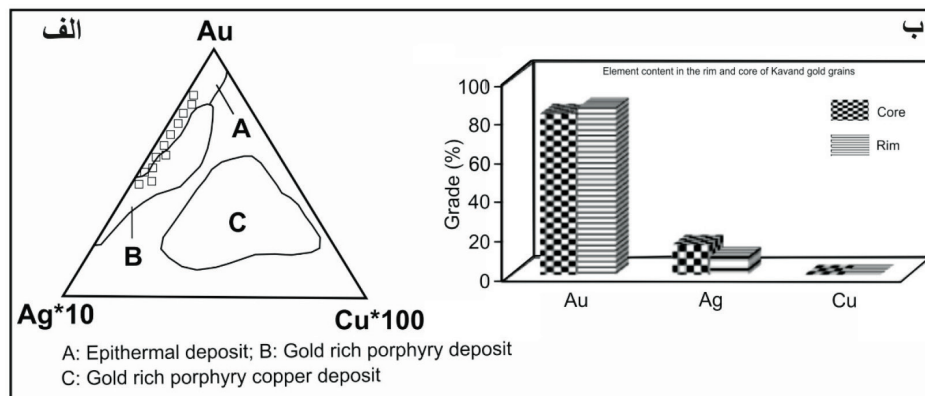 الف
Au
A
B
C
Ag*10
Cu*100
A: Epithermal deposit; B: Gold rich porphyry deposit
C: Gold rich porphyry copper deposit
ب
Element content in the rim and core of Kavand gold grains
Grade (%)
100
80
60
40
20
0
Core
Rim
Au
Ag
Cu